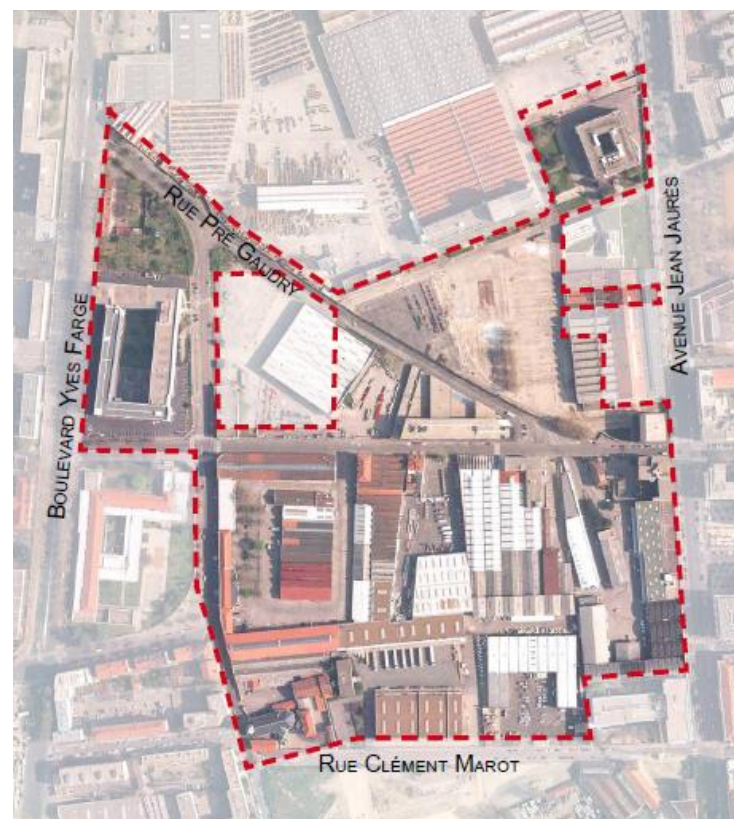 RUE PRÉ GAUDRY
AVENUE JEAN JAURÈS
BOULEVARD YVES FARGE
RUE CLÉMENT MAROT